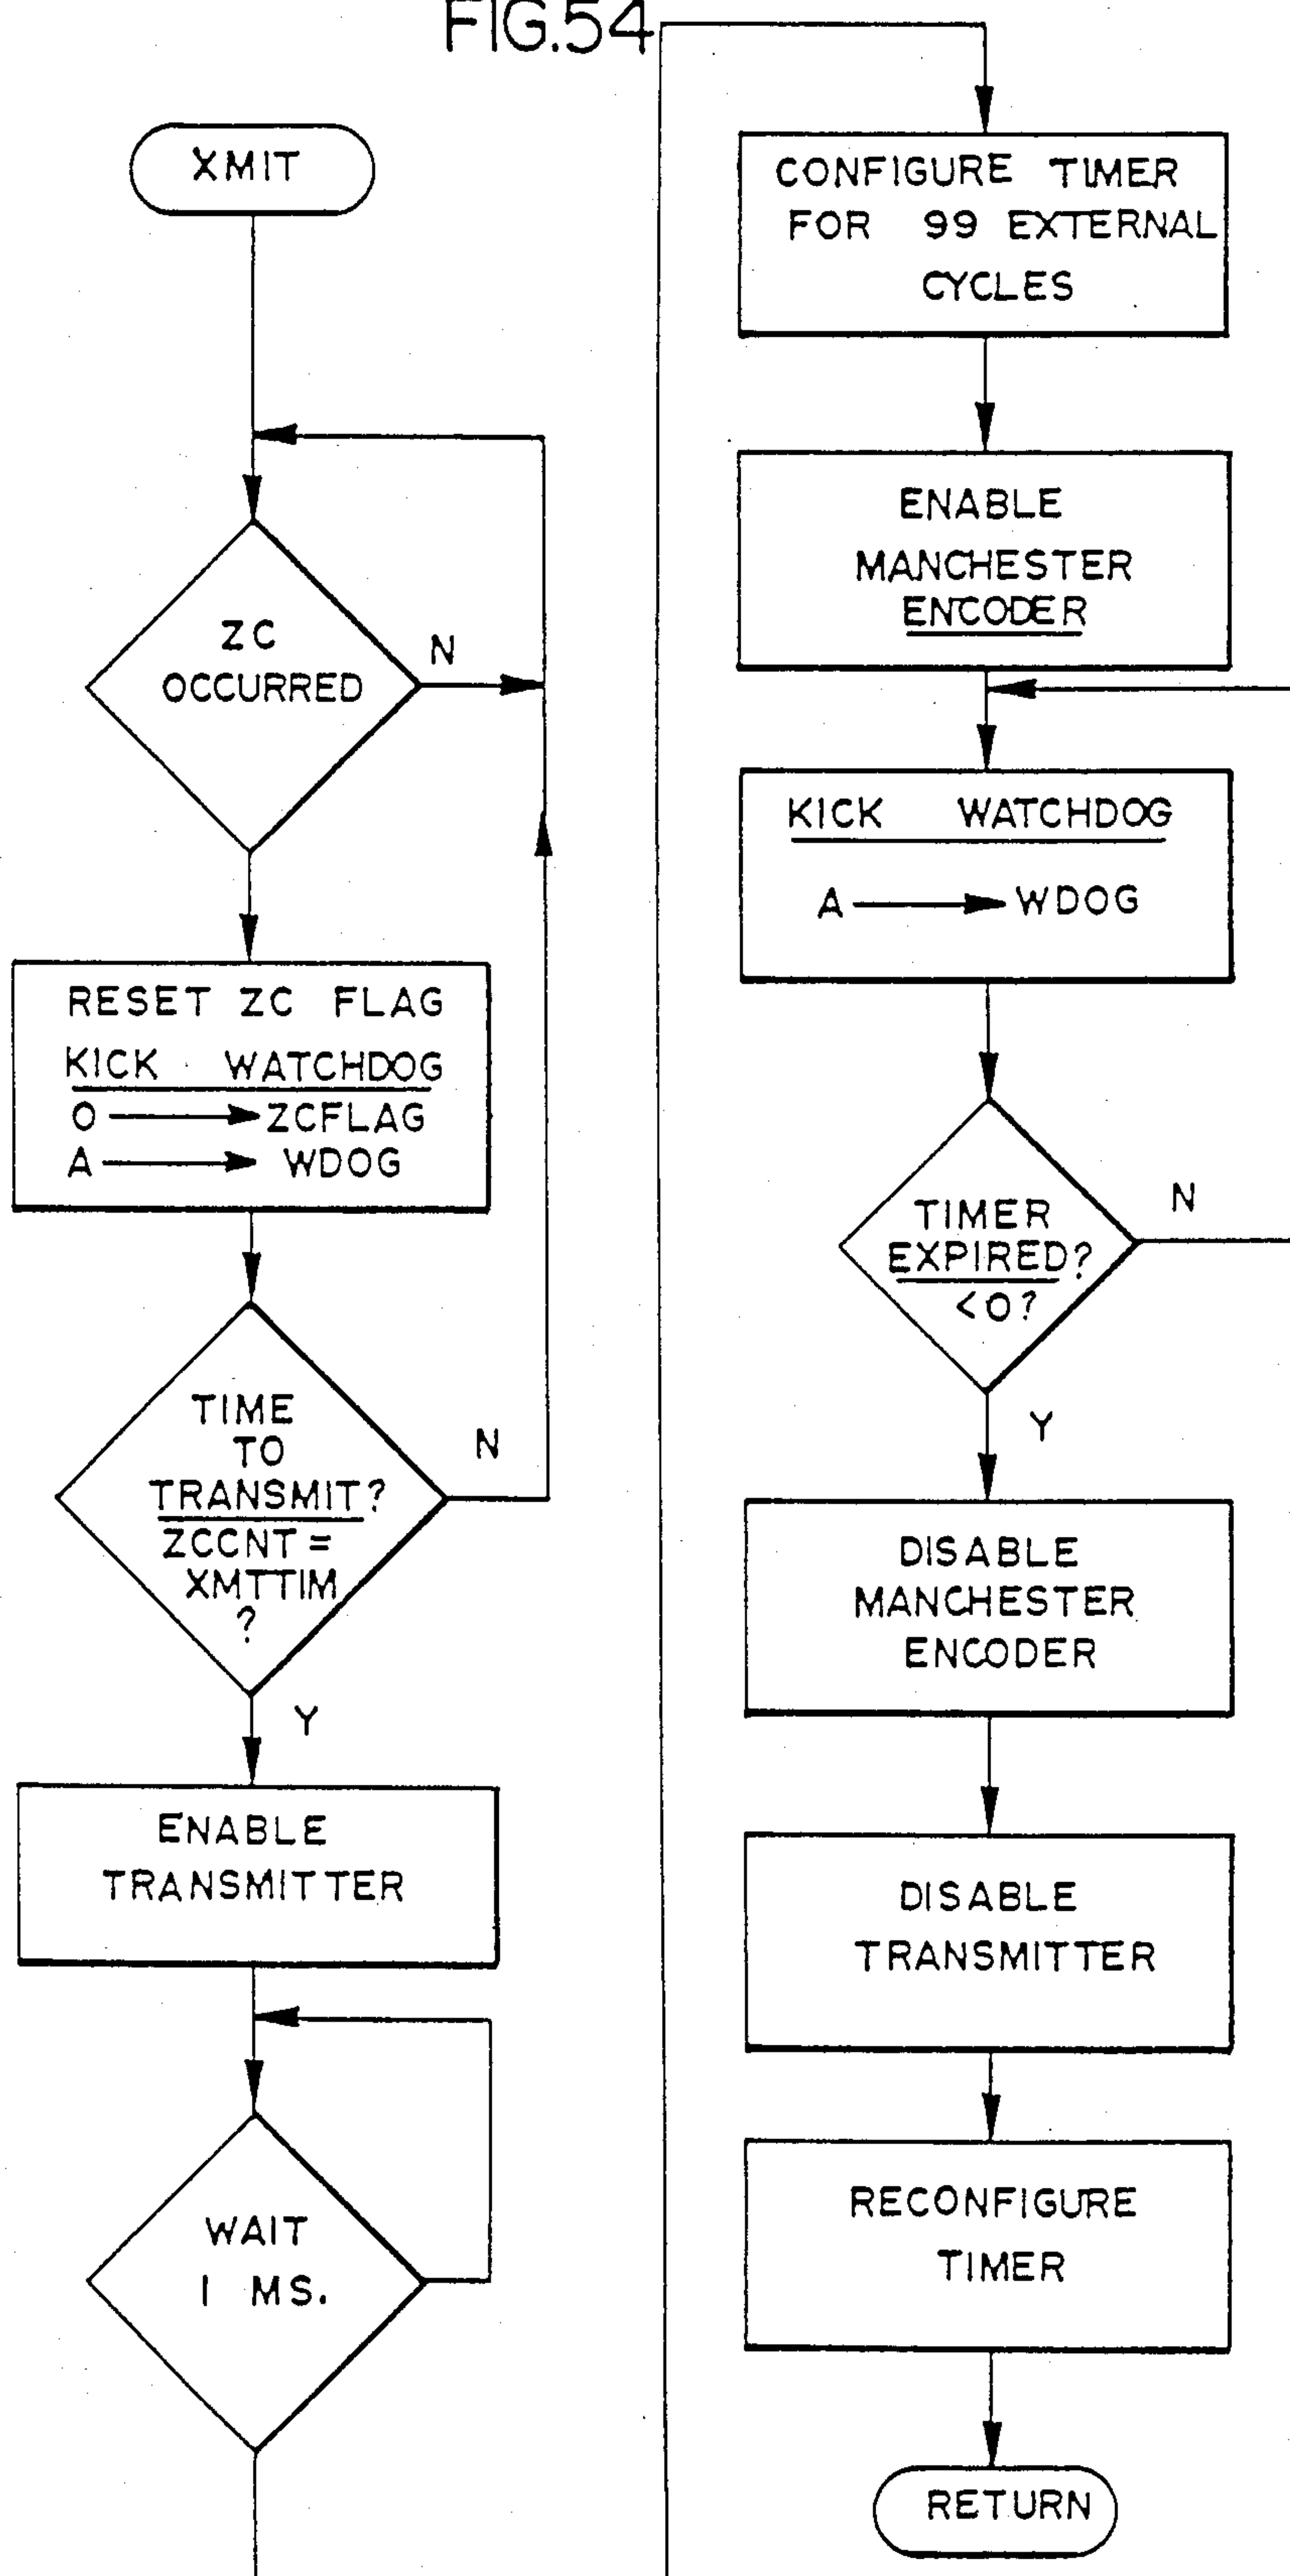 FIG.54
XMIT
ZC
OCCURRED
N
RESET ZC FLAG
KICK WATCHDOG
O → ZCFLAG
A → WDOG
TIME
TO
TRANSMIT?
ZCCNT =
XMTTIM
?
N
Y
ENABLE
TRANSMITTER
WAIT
1 MS.
CONFIGURE TIMER
FOR 99 EXTERNAL
CYCLES
ENABLE
MANCHESTER
ENCODER
KICK WATCHDOG
A → WDOG
TIMER
EXPIRED?
<0?
N
Y
DISABLE
MANCHESTER
ENCODER
DISABLE
TRANSMITTER
RECONFIGURE
TIMER
RETURN